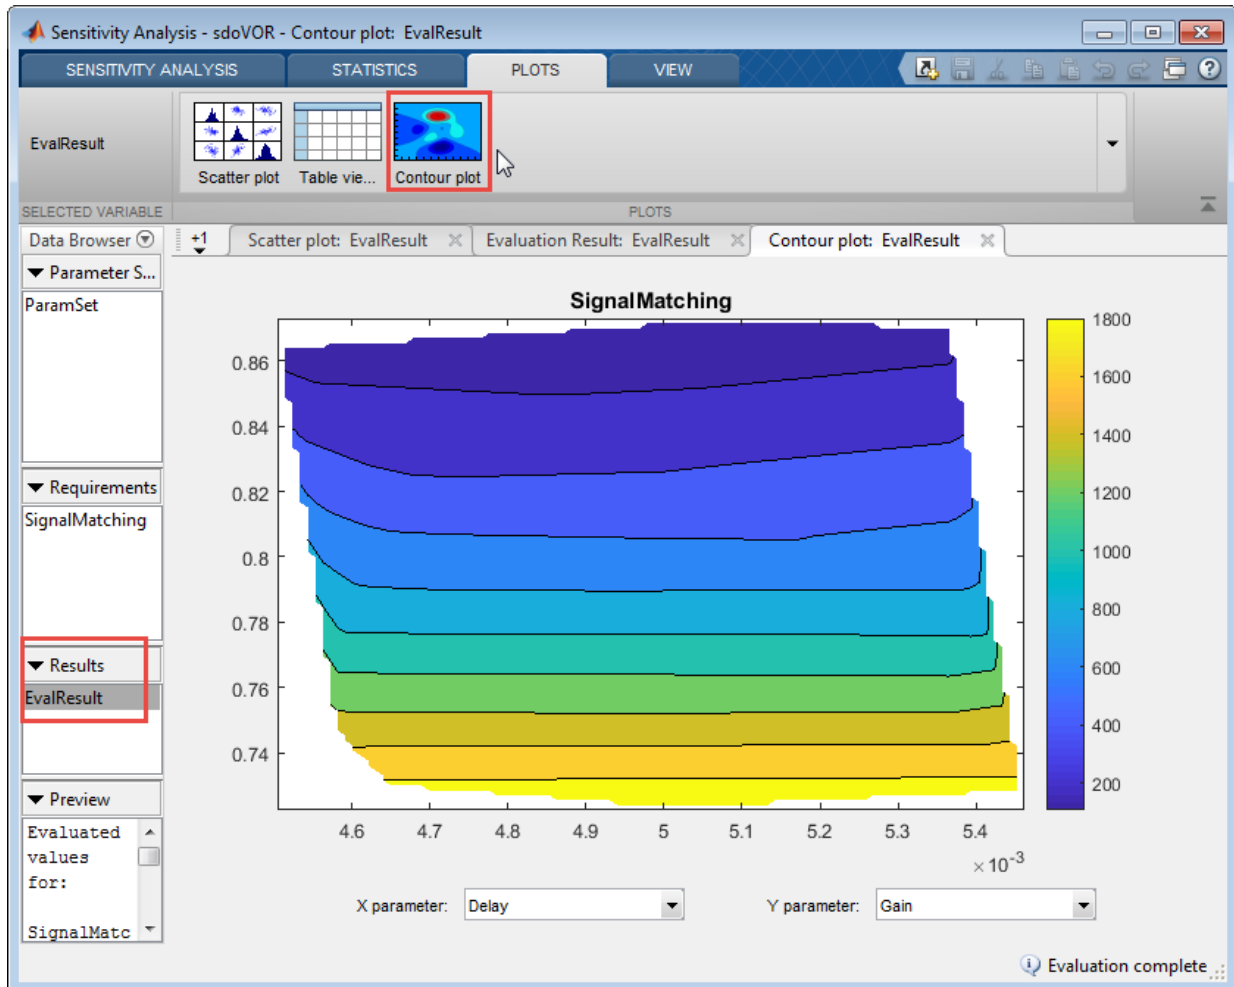 Sensitivity Analysis - sdoVOR - Contour plot: EvalResult
SENSITIVITY ANALYSIS STATISTICS PLOTS VIEW
EvalResult
Scatter plot Table vie... Contour plot
SELECTED VARIABLE PLOTS
Data Browser +1 Scatter plot: EvalResult Evaluation Result: EvalResult Contour plot: EvalResult
Parameter S...
ParamSet
Requirements
SignalMatching
Results
EvalResult
Preview
Evaluated
values
for:
SignalMatc
SignalMatching
0.86
0.84
0.82
0.8
0.78
0.76
0.74
4.6 4.7 4.8 4.9 5 5.1 5.2 5.3 5.4
×10-3
1800
1600
1400
1200
1000
800
600
400
200
X parameter: Delay Y parameter: Gain
Evaluation complete